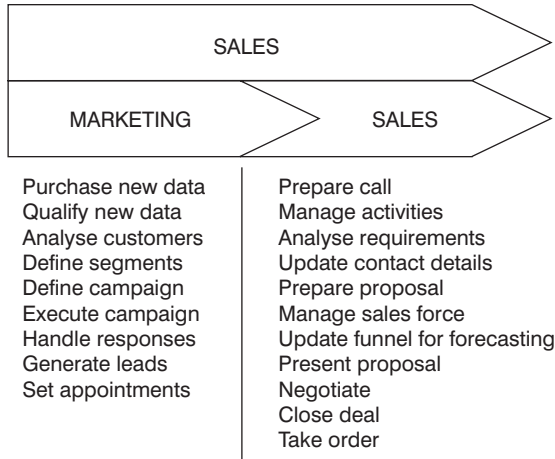 SALES
MARKETING
SALES
Purchase new data
Qualify new data
Analyse customers
Define segments
Define campaign
Execute campaign
Handle responses
Generate leads
Set appointments
Prepare call
Manage activities
Analyse requirements
Update contact details
Prepare proposal
Manage sales force
Update funnel for forecasting
Present proposal
Negotiate
Close deal
Take order